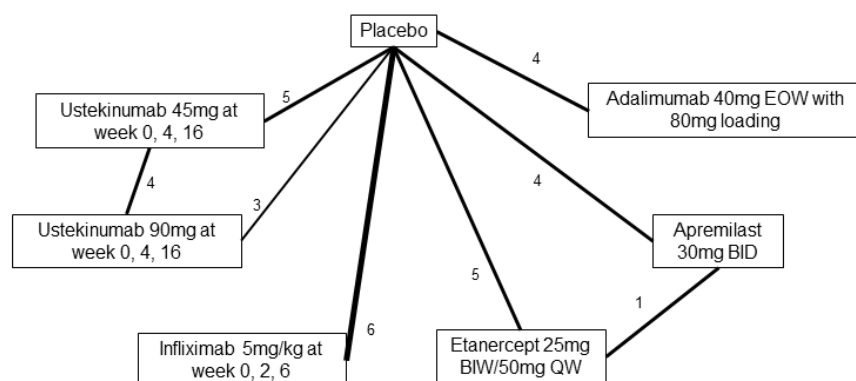 Placebo
4
Adalimumab 40mg EOW with
80mg loading
5
Ustekinumab 45mg at
week 0, 4, 16
4
3
4
Ustekinumab 90mg at
week 0, 4, 16
Apremilast
30mg BID
5
1
6
Infliximab 5mg/kg at
week 0, 2, 6
Etanercept 25mg
BIW/50mg QW